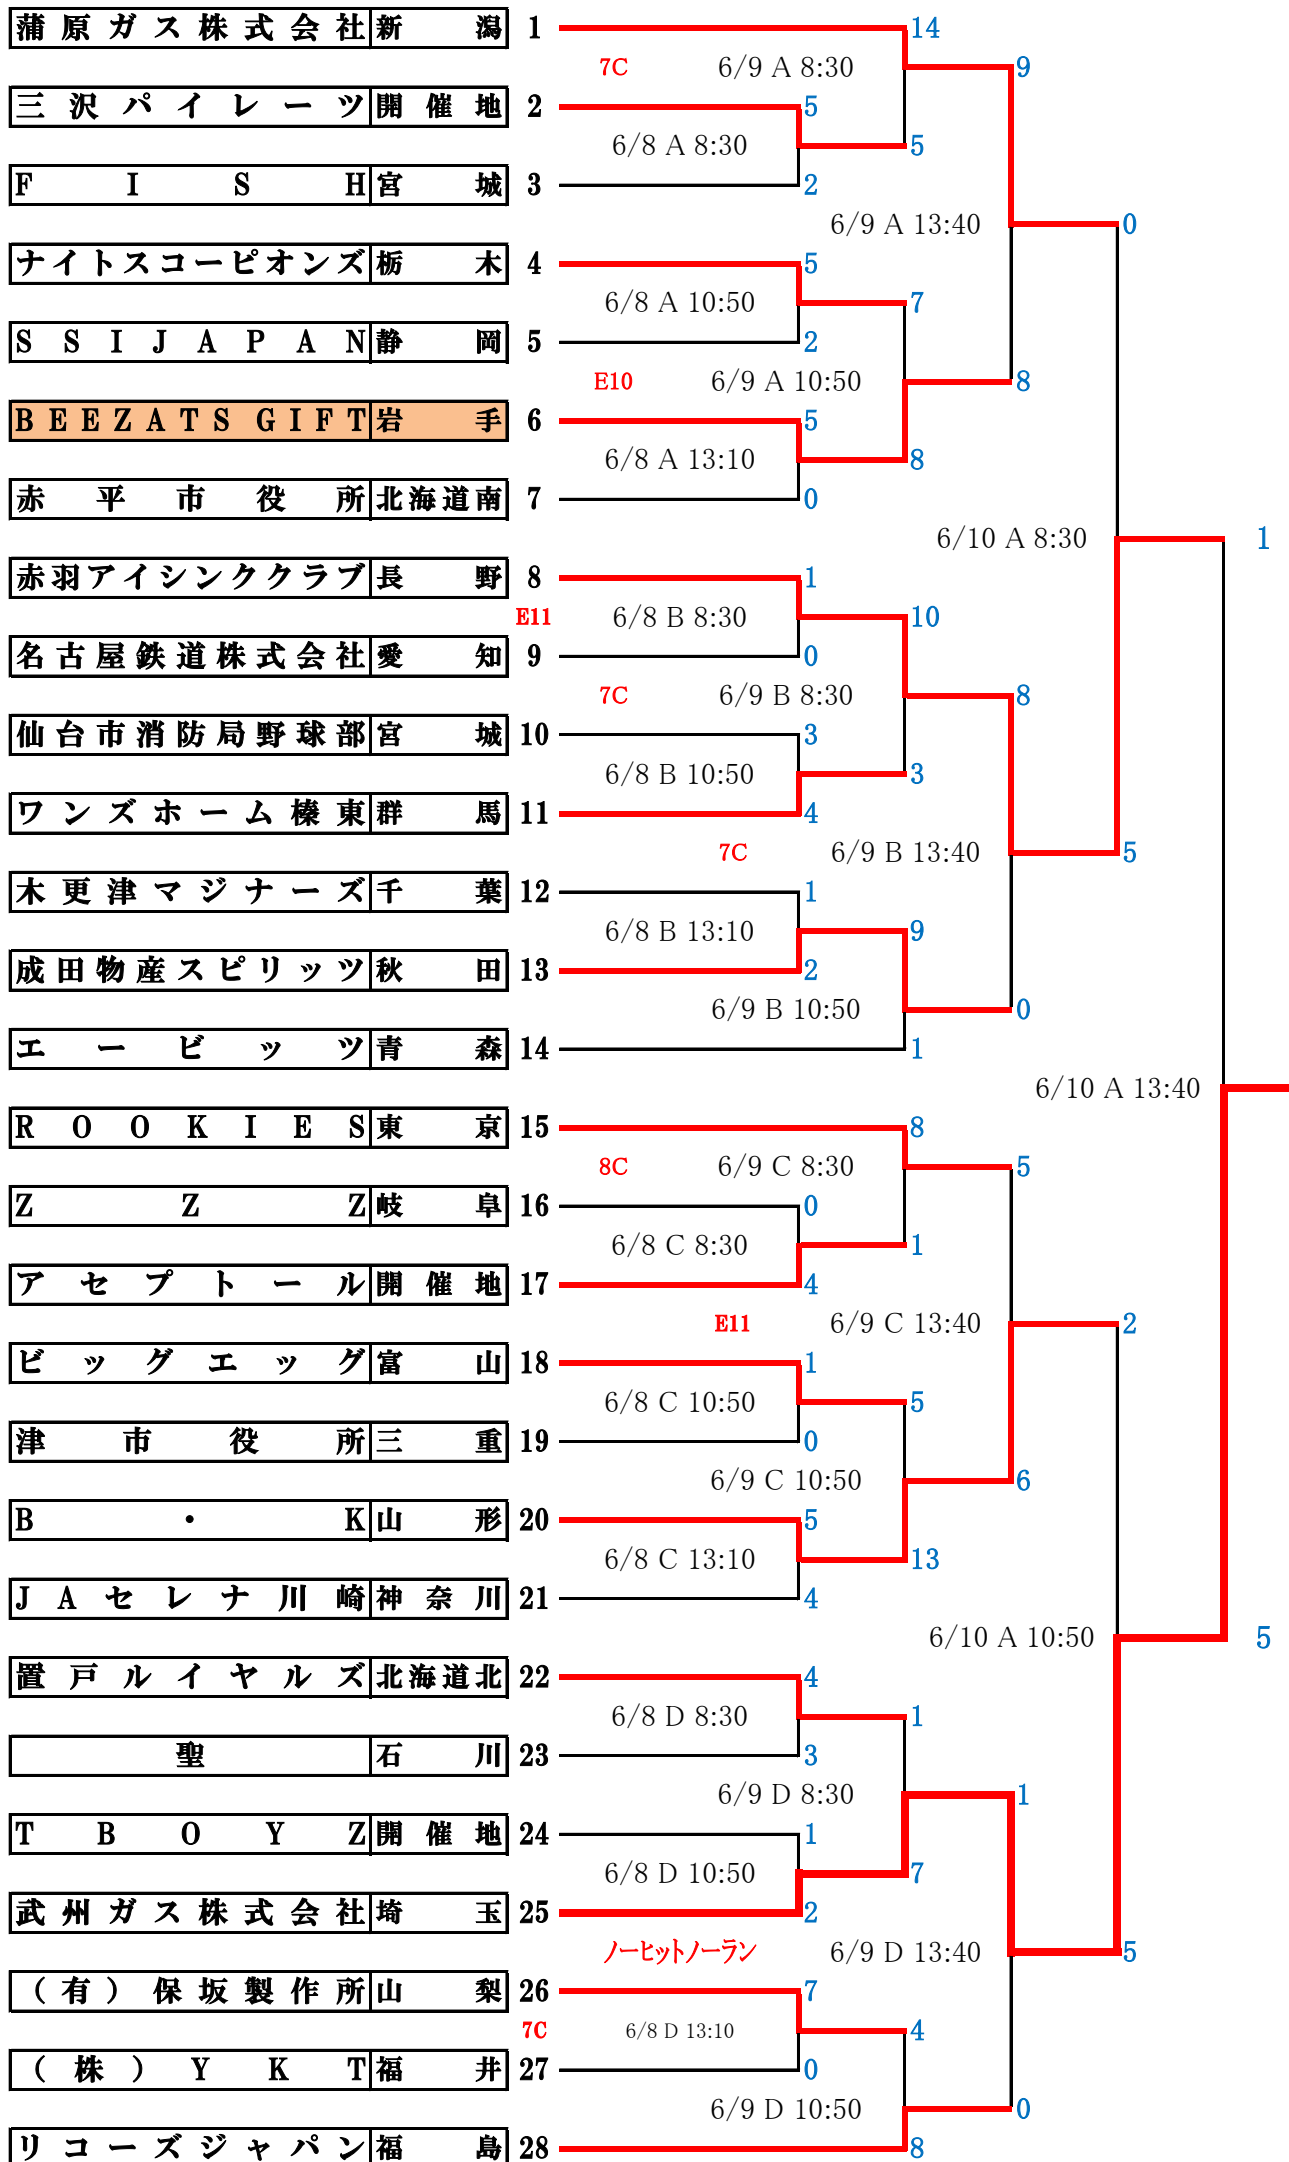 蒲原ガス株式会社 新潟 1 14
7C 6/9 A 8:30 9
三沢パイレーツ 開催地 2 5
6/8 A 8:30 5
FISH 宮城 3 2
6/9 A 13:40 0
ナイトスコーピオンズ 栃木 4 5
6/8 A 10:50 7
SSIJAPAN 静岡 5 2
E10 6/9 A 10:50 8
BEEZATS GIFT 岩手 6 5
6/8 A 13:10 8
赤平市役所 北海道南 7 0
6/10 A 8:30 1
赤羽アイシンククラブ 長野 8 1
E11 6/8 B 8:30 10
名古屋鉄道株式会社 愛知 9 0
7C 6/9 B 8:30 8
仙台市消防局野球部 宮城 10 3
6/8 B 10:50 3
ワンズホーム榛東 群馬 11 4
7C 6/9 B 13:40 5
木更津マジナーズ 千葉 12 1
6/8 B 13:10 9
成田物産スピリッツ 秋田 13 2
6/9 B 10:50 0
エービッツ 青森 14 1
6/10 A 13:40
ROOKIES 東京 15 8
8C 6/9 C 8:30 5
ZZZ 岐阜 16 0
6/8 C 8:30 1
アセプトール 開催地 17 4
E11 6/9 C 13:40 2
ビッグエッグ 富山 18 1
6/8 C 10:50 5
津市役所 三重 19 0
6/9 C 10:50 6
B・K 山形 20 5
6/8 C 13:10 13
JAセレナ川崎 神奈川 21 4
6/10 A 10:50 5
置戸ルイヤルズ 北海道北 22 4
6/8 D 8:30 1
聖 石川 23 3
6/9 D 8:30 1
TBOYZ 開催地 24 1
6/8 D 10:50 7
武州ガス株式会社 埼玉 25 2
ノーヒットノーラン 6/9 D 13:40 5
（有）保坂製作所 山梨 26 7
7C 6/8 D 13:10 4
（株）YKT 福井 27 0
6/9 D 10:50 0
リコーズジャパン 福島 28 8